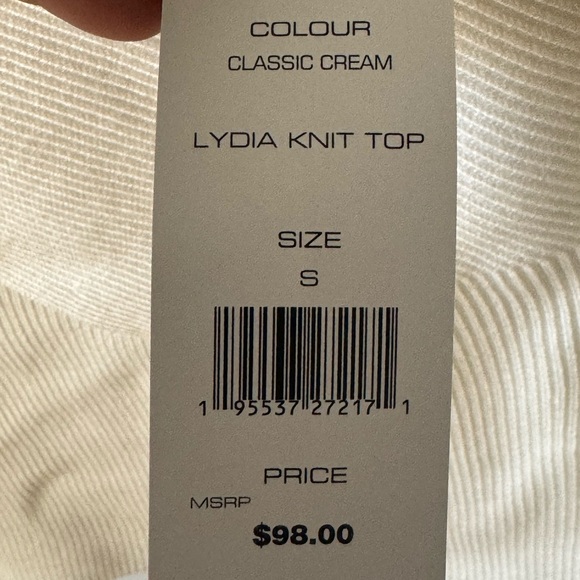 COLOUR
CLASSIC CREAM
LYDIA KNIT TOP
SIZE
S
1 95537 27217 1
PRICE
MSRP
$98.00